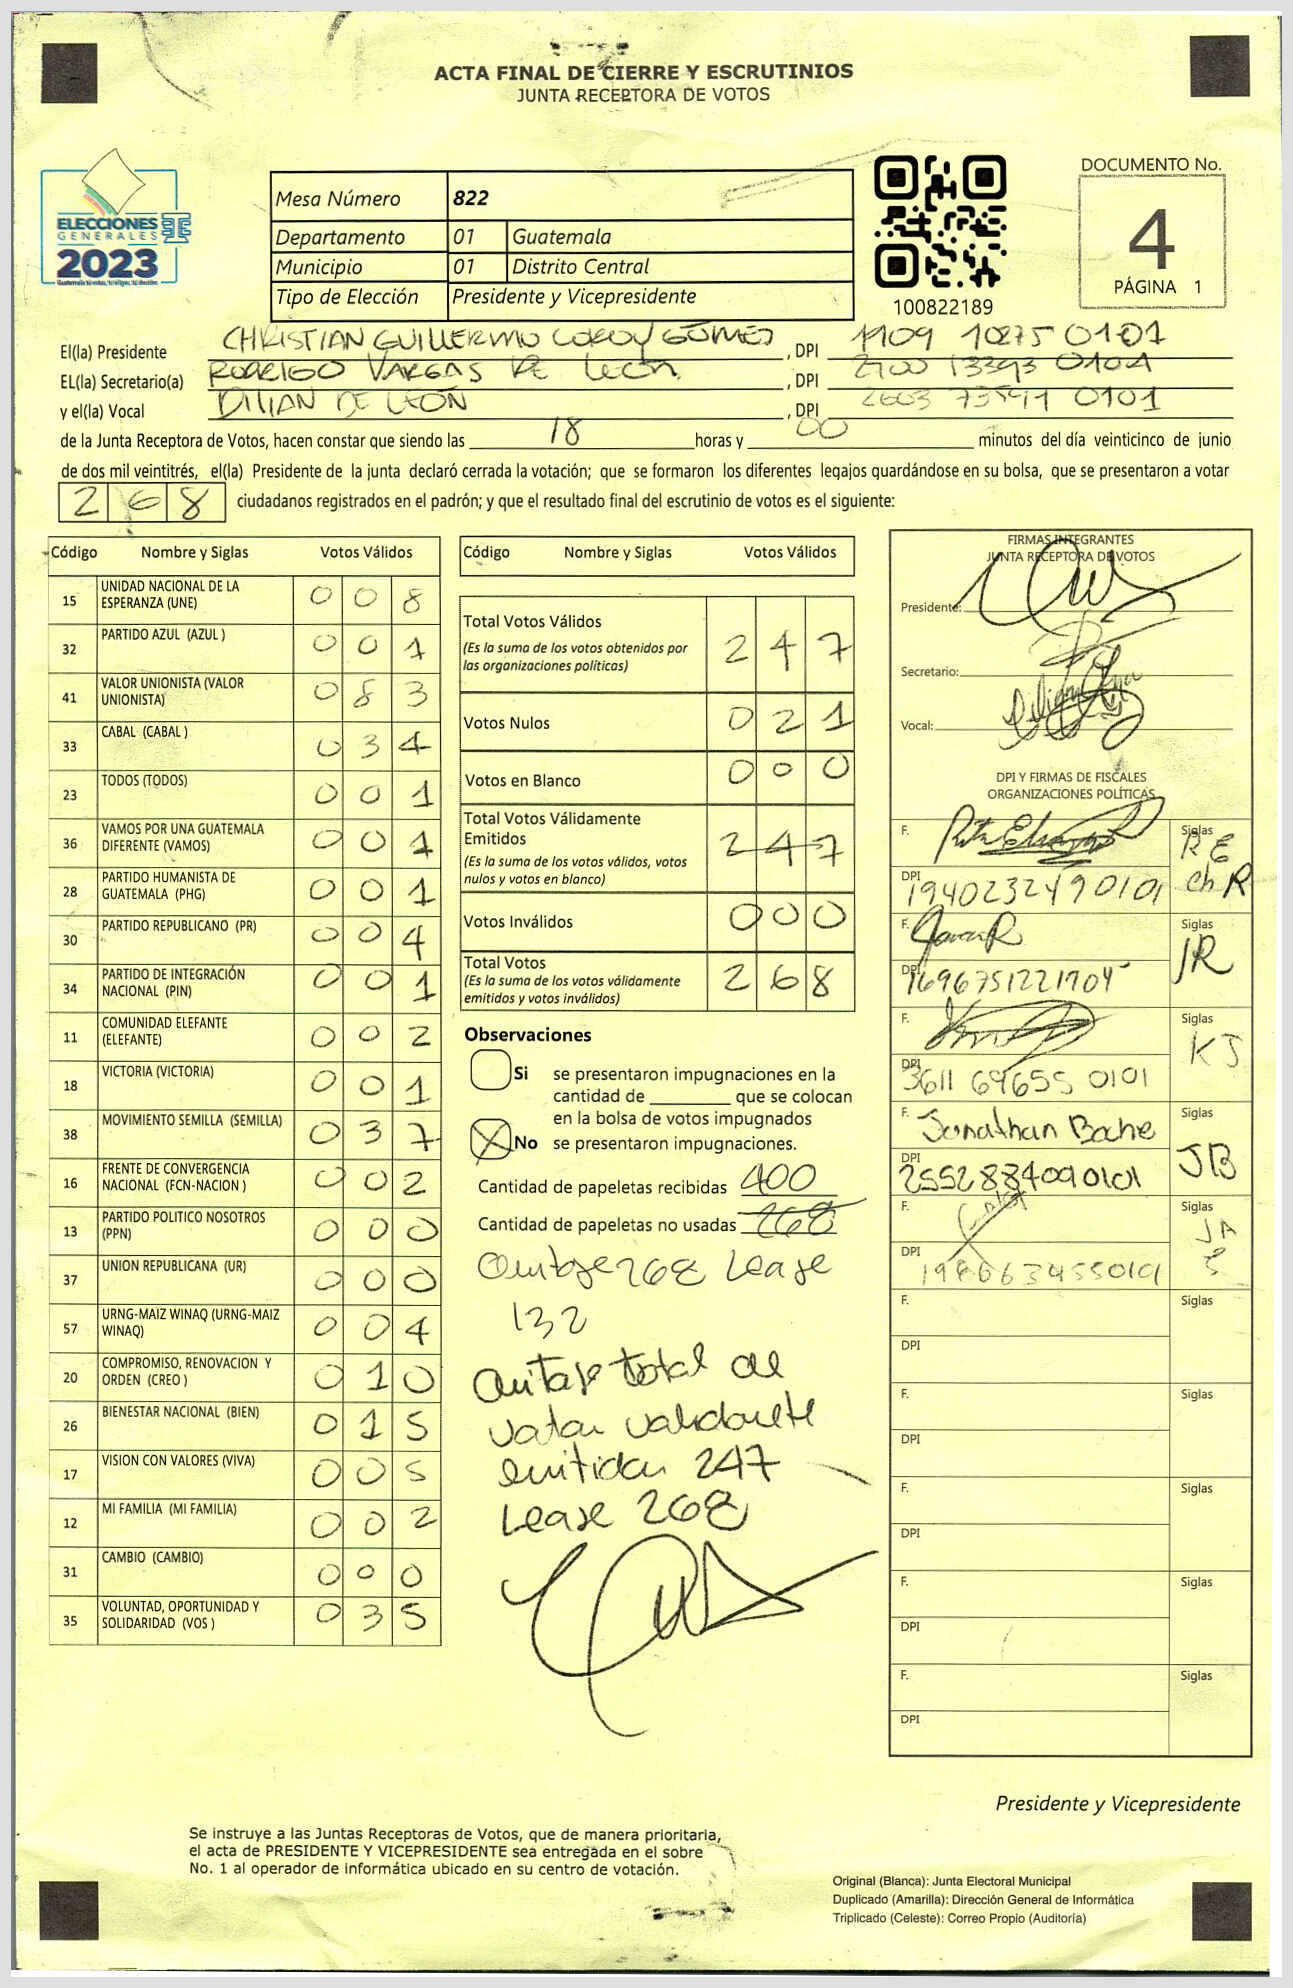 ACTA FINAL DE CIERRE Y ESCRUTINIOS
JUNTA RECEPTORA DE VOTOS
ELECCIONES
GENERALES
2023
Mesa Número 822
Departamento 01 Guatemala
Municipio 01 Distrito Central
Tipo de Elección Presidente y Vicepresidente
100822189
DOCUMENTO No.
4
PÁGINA 1
El(la) Presidente CHRISTIAN GUILLERMO GODOY GÓMEZ, DPI 1909 10275 0101
EL(la) Secretario(a) RODRIGO VARGAS DE LEÓN, DPI 2700 13393 0101
y el(la) Vocal DE LEÓN, DPI 0101
de la Junta Receptora de Votos, hacen constar que siendo las 18 horas y 00 minutos del día veinticinco de junio
de dos mil veintitrés, el(la) Presidente de la junta declaró cerrada la votación; que se formaron los diferentes legajos quardándose en su bolsa, que se presentaron a votar
268 ciudadanos registrados en el padrón; y que el resultado final del escrutinio de votos es el siguiente:
Código Nombre y Siglas Votos Válidos
15 UNIDAD NACIONAL DE LA ESPERANZA (UNE) 0 0 8
32 PARTIDO AZUL (AZUL ) 0 0 1
41 VALOR UNIONISTA (VALOR UNIONISTA) 0 8 3
33 CABAL (CABAL ) 0 3 4
23 TODOS (TODOS) 0 0 1
36 VAMOS POR UNA GUATEMALA DIFERENTE (VAMOS) 0 0 1
28 PARTIDO HUMANISTA DE GUATEMALA (PHG) 0 0 1
30 PARTIDO REPUBLICANO (PR) 0 0 4
34 PARTIDO DE INTEGRACIÓN NACIONAL (PIN) 0 0 1
11 COMUNIDAD ELEFANTE (ELEFANTE) 0 0 2
18 VICTORIA (VICTORIA) 0 0 1
38 MOVIMIENTO SEMILLA (SEMILLA) 0 3 7
16 FRENTE DE CONVERGENCIA NACIONAL (FCN-NACION ) 0 0 2
13 PARTIDO POLITICO NOSOTROS (PPN) 0 0 0
37 UNION REPUBLICANA (UR) 0 0 0
57 URNG-MAIZ WINAQ (URNG-MAIZ WINAQ) 0 0 4
20 COMPROMISO, RENOVACION Y ORDEN (CREO ) 0 1 0
26 BIENESTAR NACIONAL (BIEN) 0 1 5
17 VISION CON VALORES (VIVA) 0 0 5
12 MI FAMILIA (MI FAMILIA) 0 0 2
31 CAMBIO (CAMBIO) 0 0 0
35 VOLUNTAD, OPORTUNIDAD Y SOLIDARIDAD (VOS ) 0 3 5
Código Nombre y Siglas Votos Válidos
Total Votos Válidos 2 4 7
(Es la suma de los votos obtenidos por
las organizaciones políticas)
Votos Nulos 0 2 1
Votos en Blanco 0 0 0
Total Votos Válidamente
Emitidos 2 4 7
(Es la suma de los votos válidos, votos
nulos y votos en blanco)
Votos Inválidos 0 0 0
Total Votos 2 6 8
(Es la suma de los votos válidamente
emitidos y votos inválidos)
Observaciones
Si se presentaron impugnaciones en la
cantidad de ________ que se colocan
en la bolsa de votos impugnados
No se presentaron impugnaciones.
Cantidad de papeletas recibidas 400
Cantidad de papeletas no usadas 268
Omitase 268 Lease
132
Omitase total de
votos validamente
emitidos 247
Lease 268
FIRMAS INTEGRANTES
JUNTA RECEPTORA DE VOTOS
Presidente:
Secretario:
Vocal:
DPI Y FIRMAS DE FISCALES
ORGANIZACIONES POLÍTICAS
F. Siglas RE chR
DPI 1940232490101
F. Siglas JR
DPI 1696751221704
F. Siglas KJ
DPI 3611 69655 0101
F. Jonathan Siglas JB
DPI 2552884090101
F. Siglas JA
DPI 1986634550101
F. Siglas
DPI
F. Siglas
DPI
F. Siglas
DPI
F. Siglas
DPI
F. Siglas
DPI
Presidente y Vicepresidente
Se instruye a las Juntas Receptoras de Votos, que de manera prioritaria,
el acta de PRESIDENTE Y VICEPRESIDENTE sea entregada en el sobre
No. 1 al operador de informática ubicado en su centro de votación.
Original (Blanca): Junta Electoral Municipal
Duplicado (Amarilla): Dirección General de Informática
Triplicado (Celeste): Correo Propio (Auditoría)